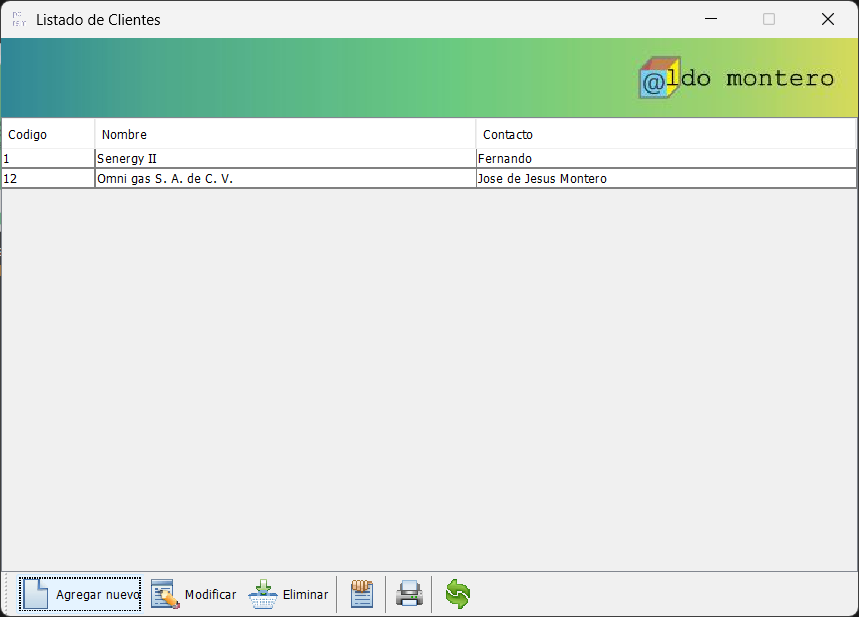 Listado de Clientes
@ldo montero
Codigo Nombre Contacto
1 Senergy II Fernando
12 Omni gas S. A. de C. V. Jose de Jesus Montero
Agregar nuevo Modificar Eliminar